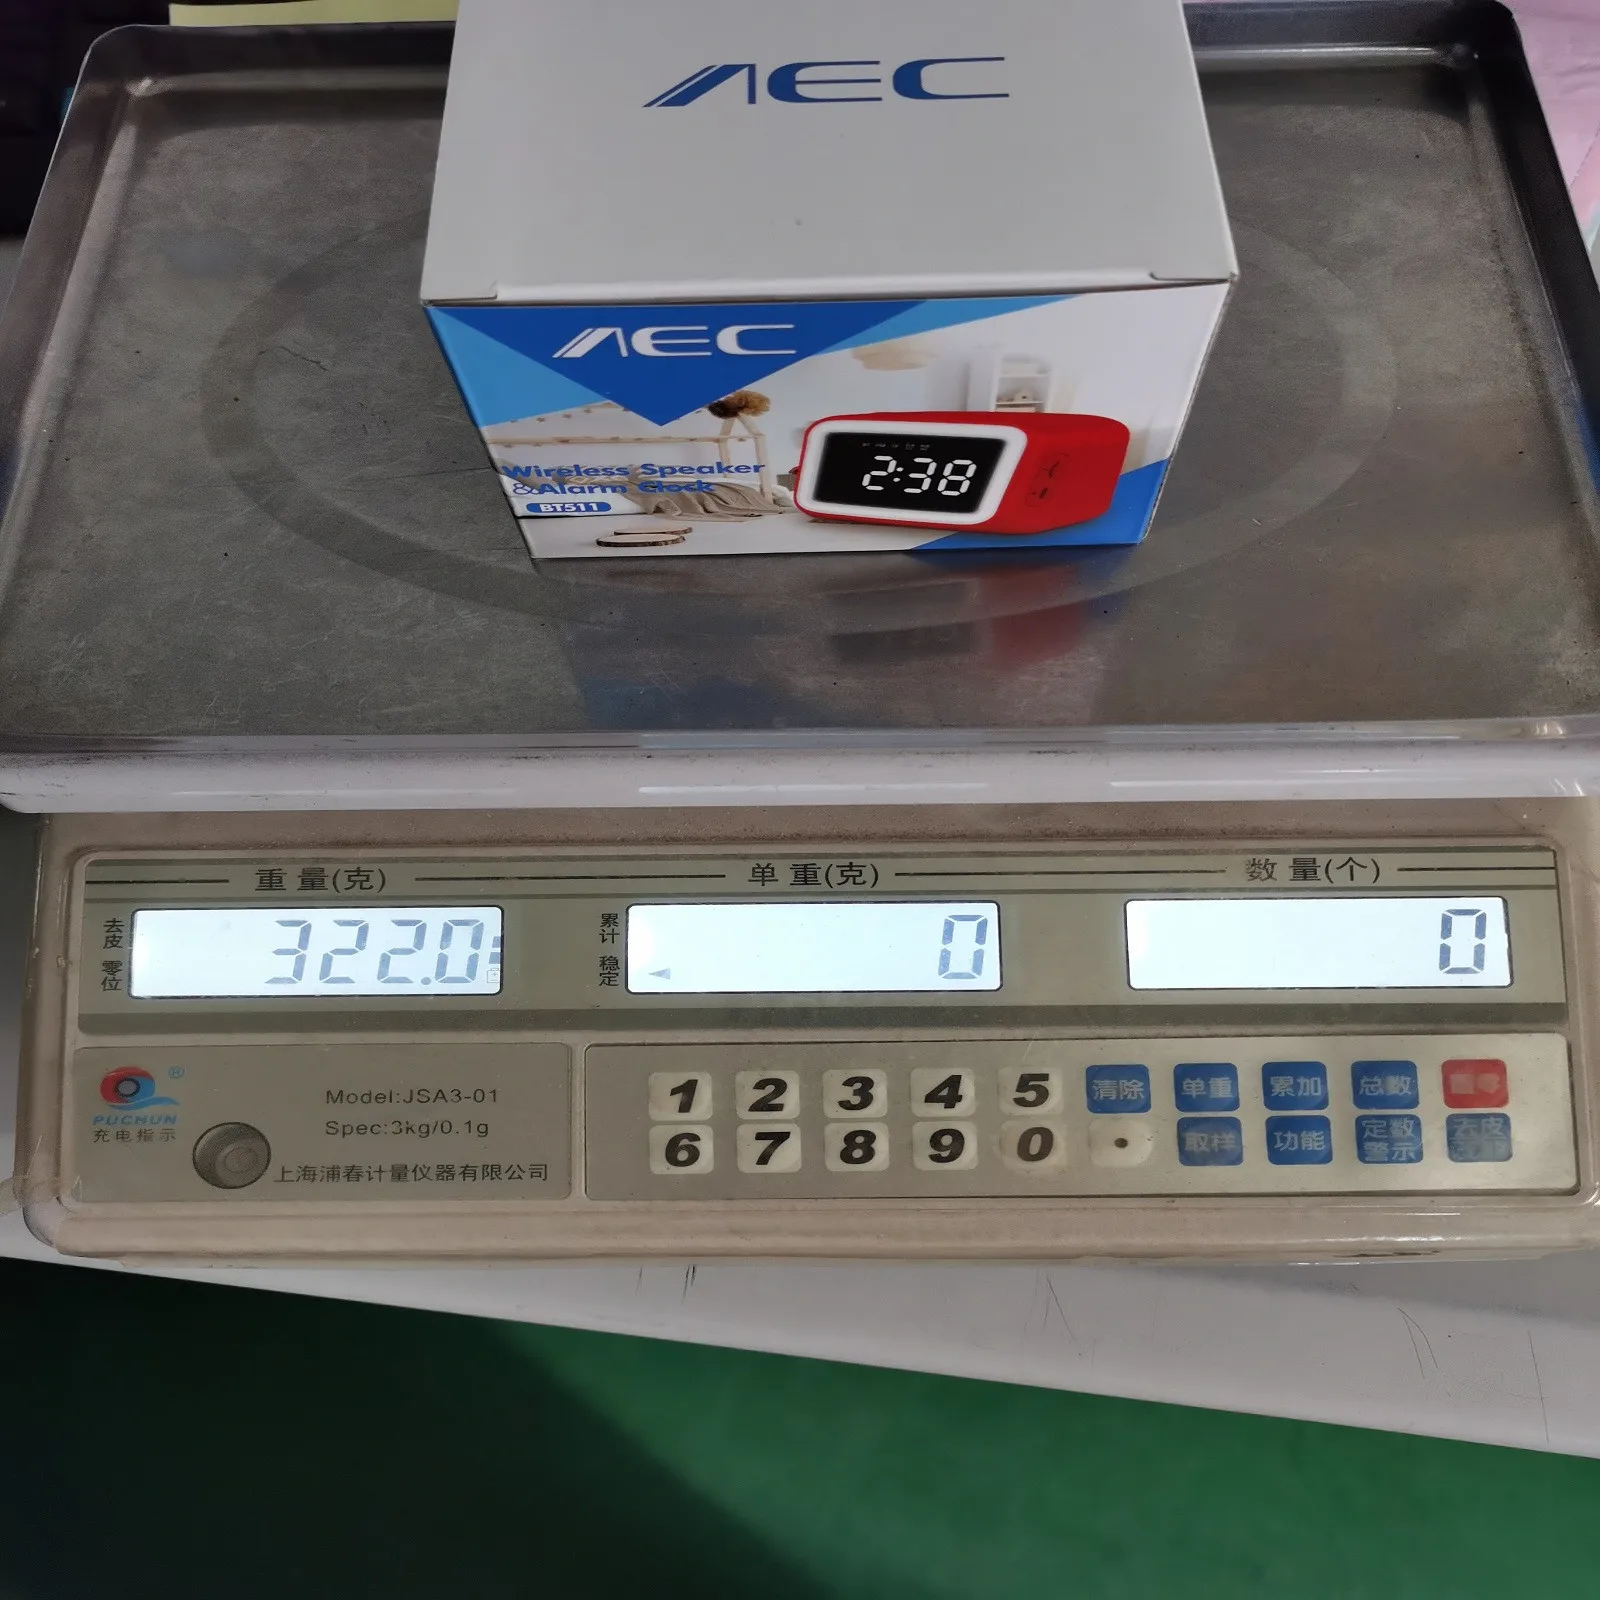 AEC
AEC
Wireless Speaker
&Alarm Clock
BT511
2:38
重量(克)
单重(克)
数量(个)
去皮
零位
322.0
累计
稳定
0
0
®
PUCHUN
充电指示
Model:JSA3-01
Spec:3kg/0.1g
上海浦春计量仪器有限公司
1 2 3 4 5 清除 单重 累加 总数
6 7 8 9 0 . 取样 功能 定数警示 去皮